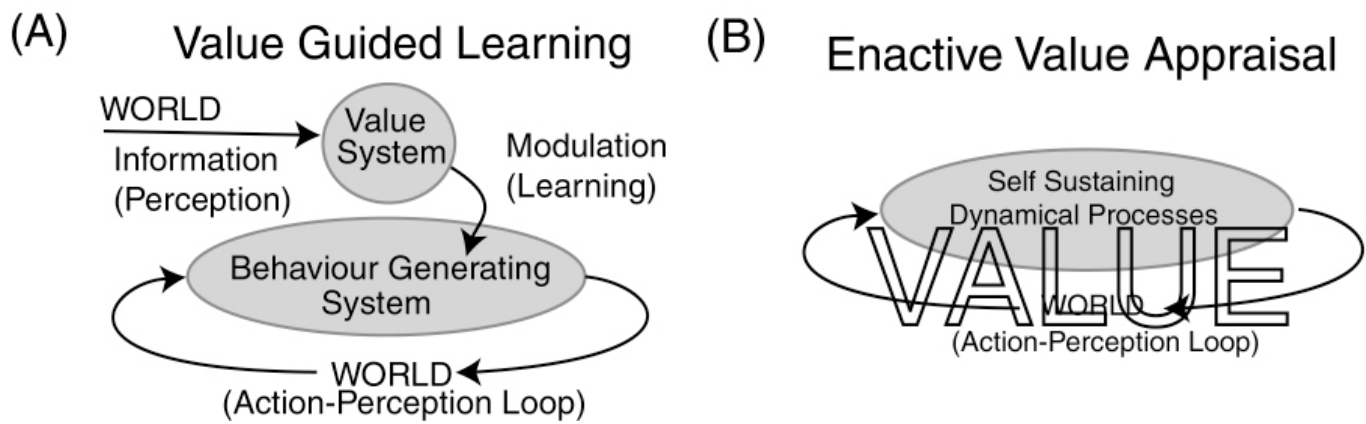 (A)
Value Guided Learning
WORLD
Information
(Perception)
Value
System
Modulation
(Learning)
Behaviour Generating
System
WORLD
(Action-Perception Loop)
(B)
Enactive Value Appraisal
Self Sustaining
Dynamical Processes
VALUE
WORLD
(Action-Perception Loop)